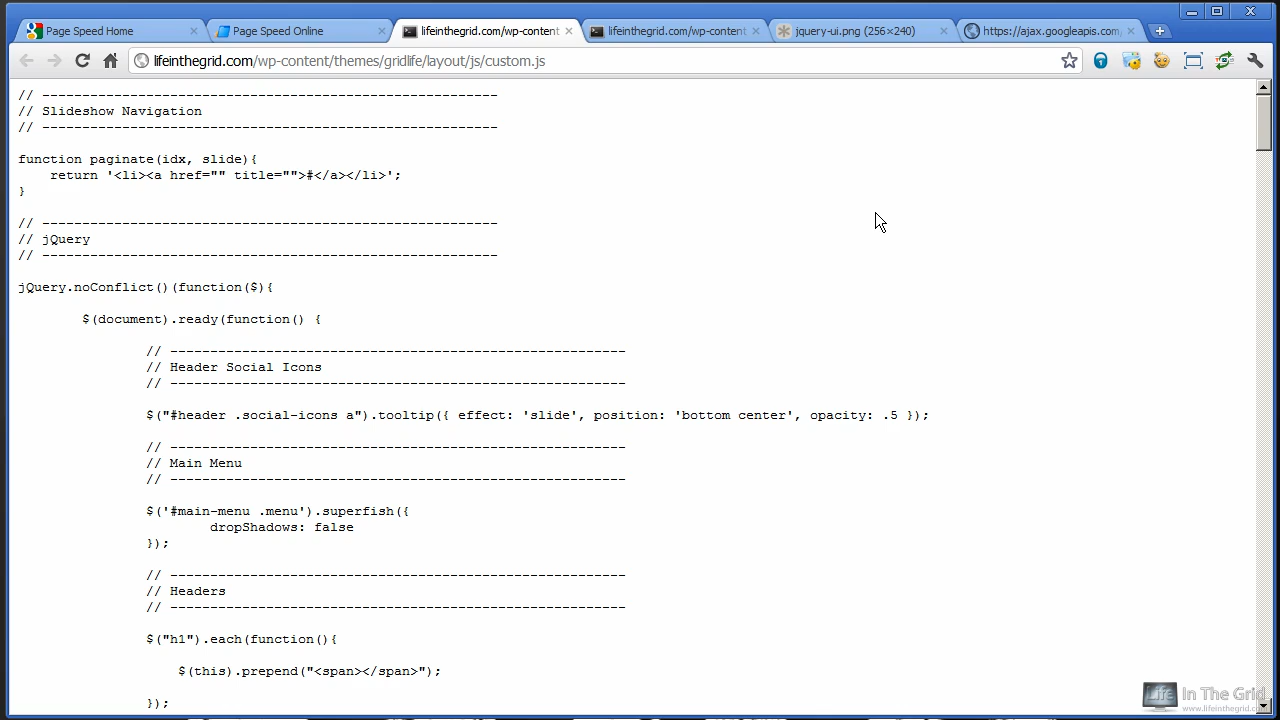 Page Speed Home
Page Speed Online
lifeinthegrid.com/wp-content
lifeinthegrid.com/wp-content
jquery-ui.png (256×240)
https://ajax.googleapis.com
lifeinthegrid.com/wp-content/themes/gridlife/layout/js/custom.js
// ---------------------------------------------------------
// Slideshow Navigation
// ---------------------------------------------------------
function paginate(idx, slide){
return '<li><a href="" title="">#</a></li>';
}
// ---------------------------------------------------------
// jQuery
// ---------------------------------------------------------
jQuery.noConflict()(function($){
$(document).ready(function() {
// ---------------------------------------------------------
// Header Social Icons
// ---------------------------------------------------------
$("#header .social-icons a").tooltip({ effect: 'slide', position: 'bottom center', opacity: .5 });
// ---------------------------------------------------------
// Main Menu
// ---------------------------------------------------------
$('#main-menu .menu').superfish({
dropShadows: false
});
// ---------------------------------------------------------
// Headers
// ---------------------------------------------------------
$("h1").each(function(){
$(this).prepend("<span></span>");
});
Life In The Grid
www.lifeinthegrid.com